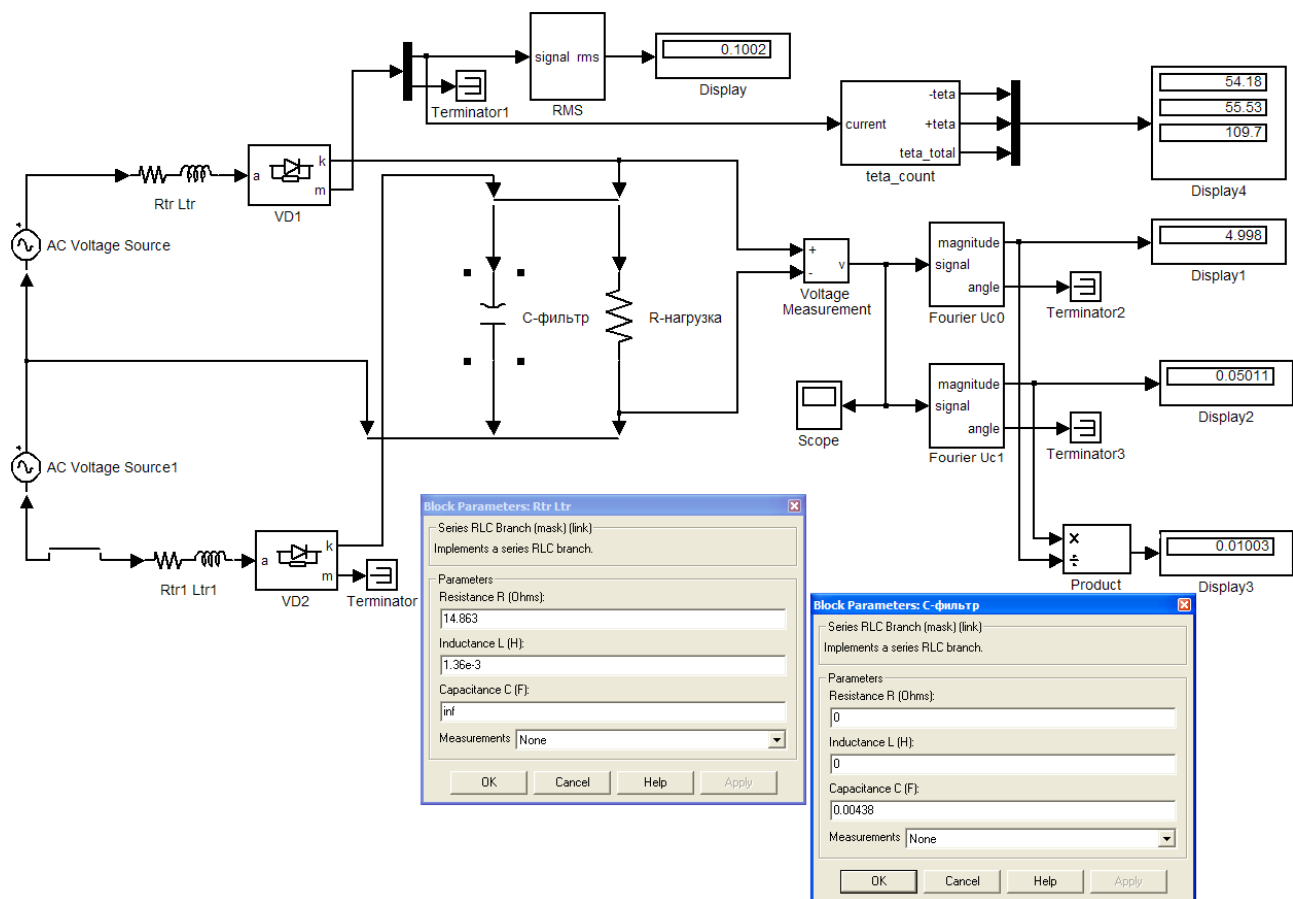 signal rms
RMS
0.1002
Display
Terminator1
current
-teta
+teta
teta_total
teta_count
54.18
55.53
109.7
Display4
Rtr Ltr
a
k
m
VD1
+
AC Voltage Source
C-фильтр
R-нагрузка
+
-
v
Voltage
Measurement
magnitude
signal
angle
Fourier Uc0
Terminator2
4.998
Display1
Scope
magnitude
signal
angle
Fourier Uc1
Terminator3
0.05011
Display2
+
AC Voltage Source1
Rtr1 Ltr1
a
k
m
VD2
Terminator
×
÷
Product
0.01003
Display3
Block Parameters: Rtr Ltr
Series RLC Branch (mask) (link)
Implements a series RLC branch.
Parameters
Resistance R (Ohms):
14.863
Inductance L (H):
1.36e-3
Capacitance C (F):
inf
Measurements None
OK Cancel Help Apply
Block Parameters: C-фильтр
Series RLC Branch (mask) (link)
Implements a series RLC branch.
Parameters
Resistance R (Ohms):
0
Inductance L (H):
0
Capacitance C (F):
0.00438
Measurements None
OK Cancel Help Apply